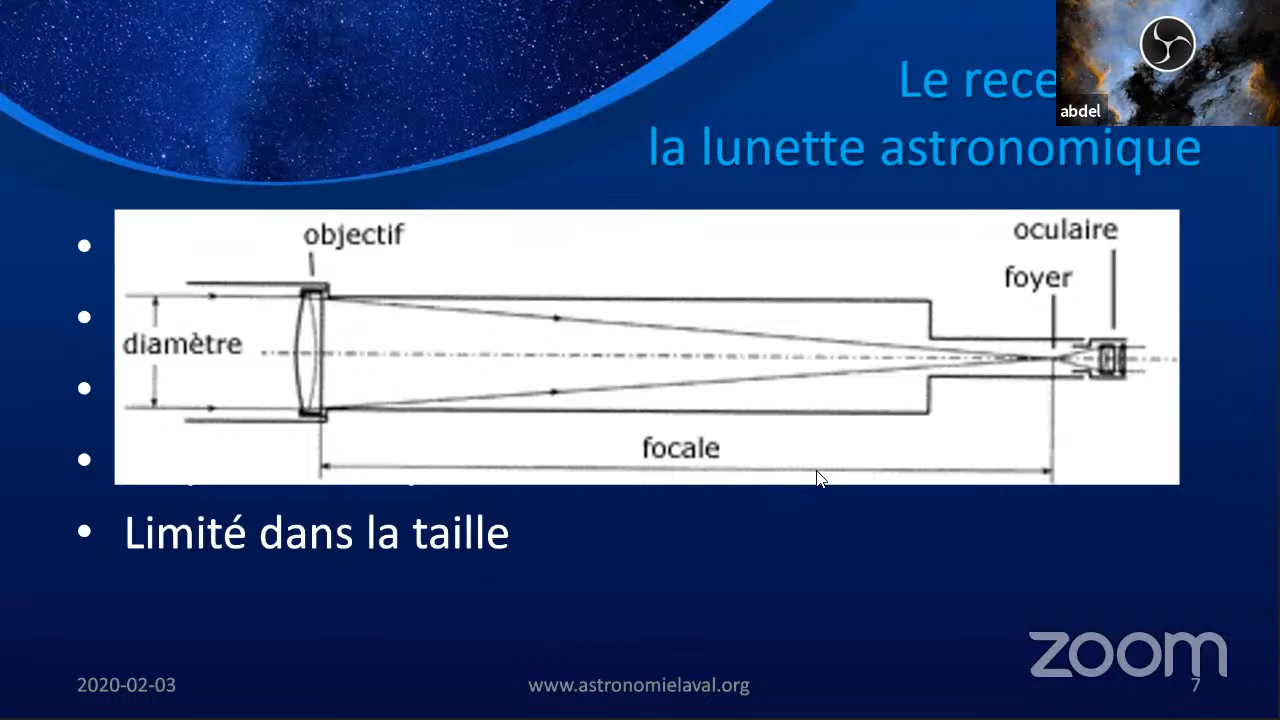 Le rece
la lunette astronomique
abdel
objectif
oculaire
foyer
diamètre
focale
Limité dans la taille
zoom
2020-02-03
www.astronomielaval.org
7